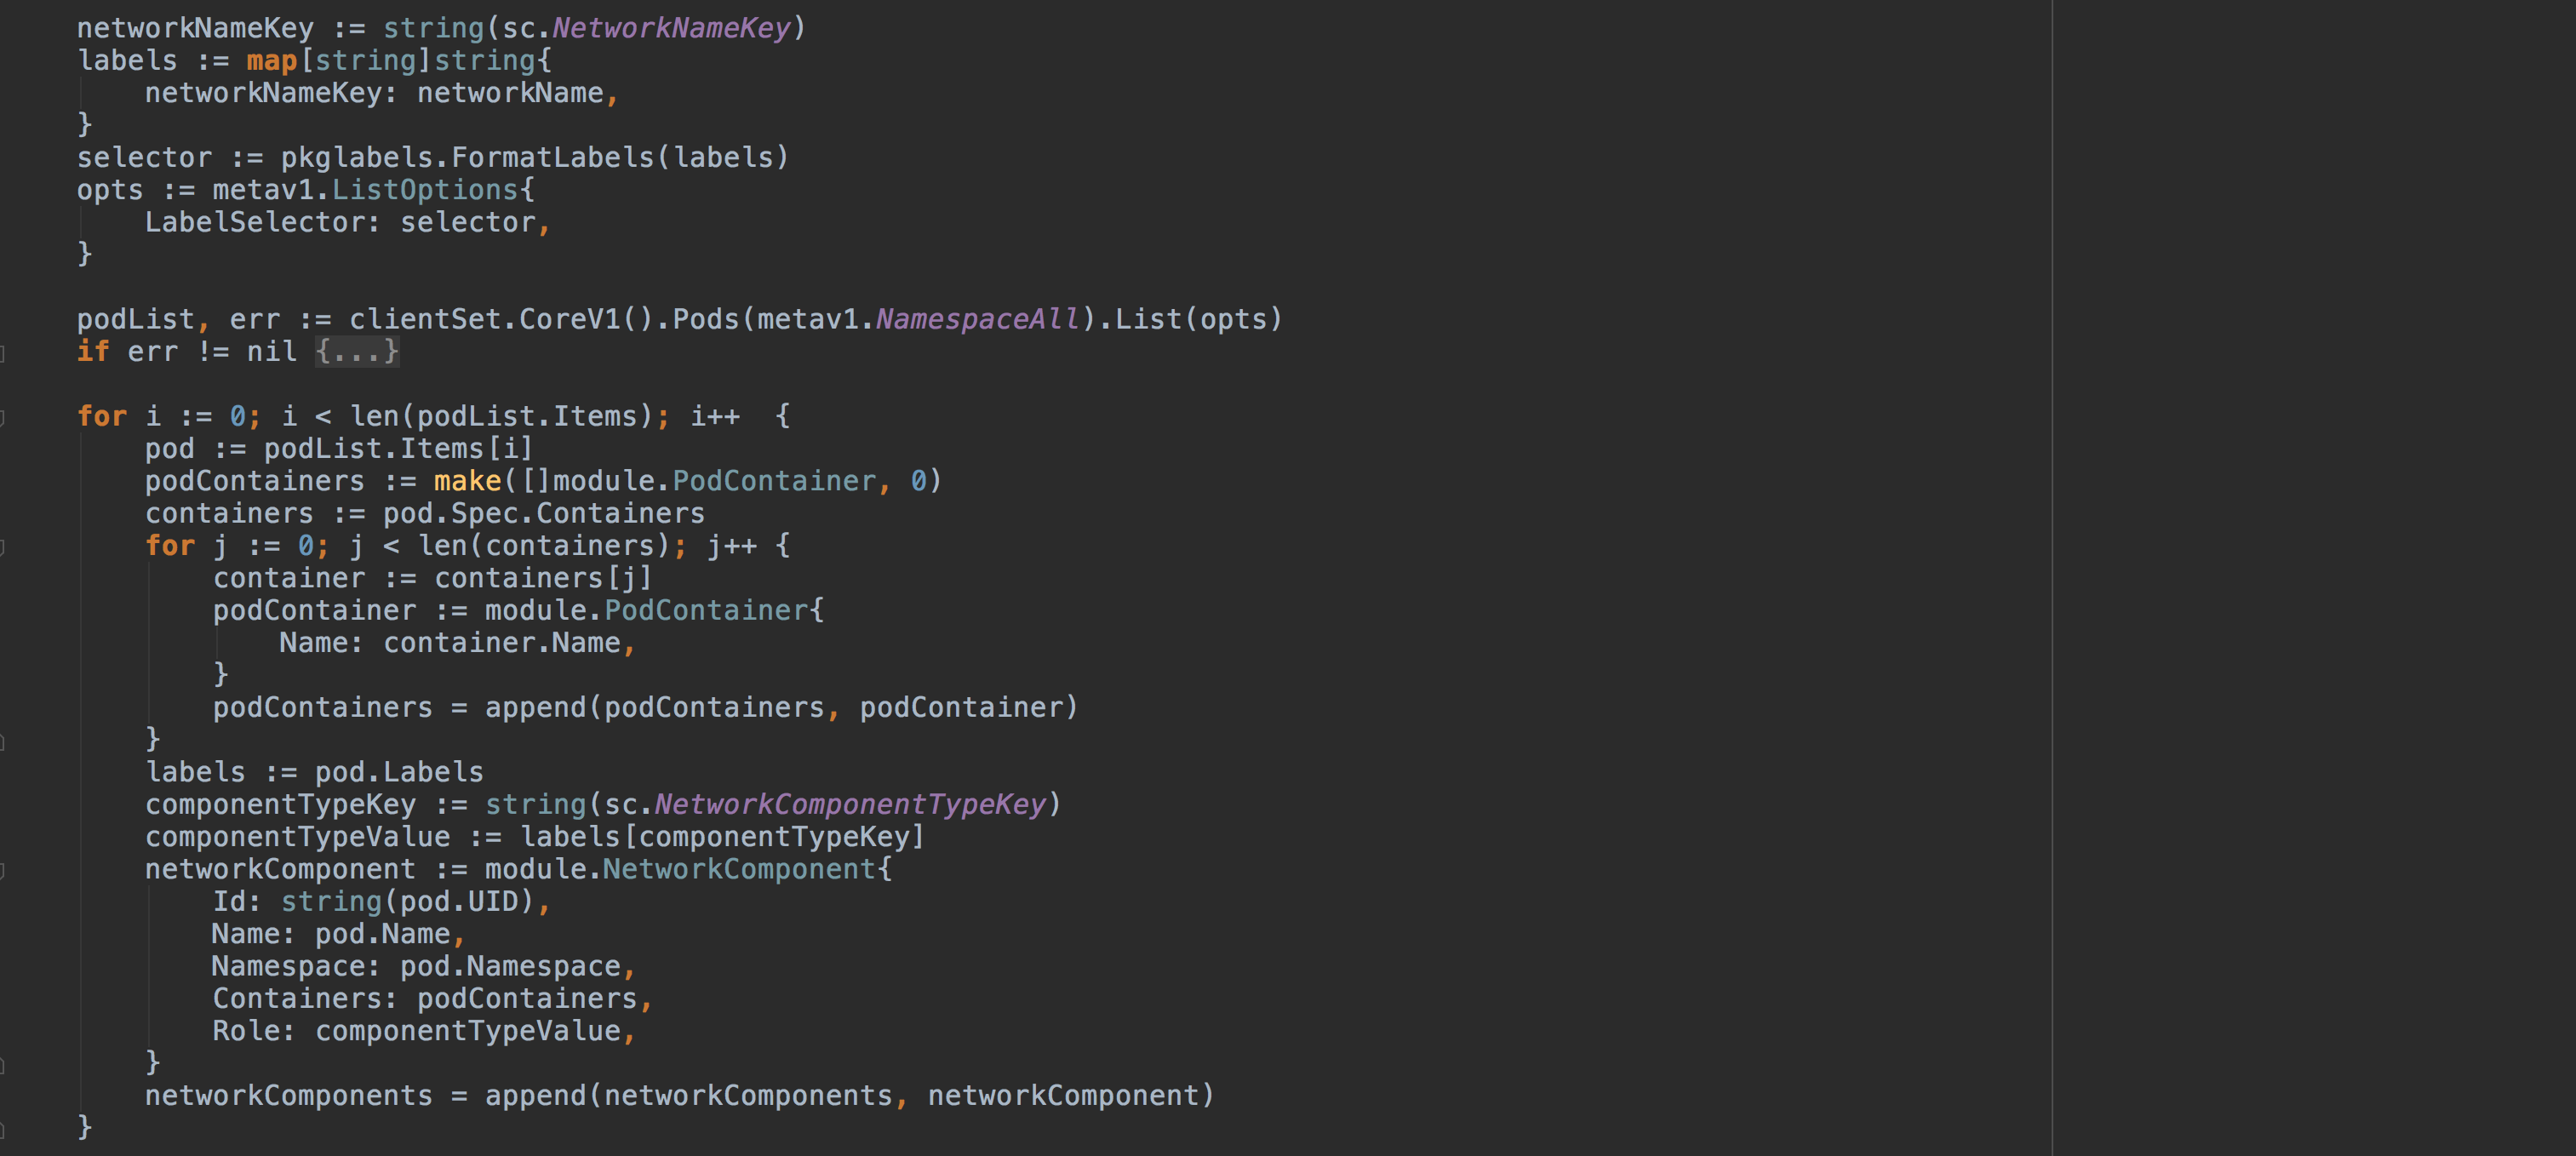 networkNameKey := string(sc.NetworkNameKey)
labels := map[string]string{
    networkNameKey: networkName,
}
selector := pkglabels.FormatLabels(labels)
opts := metav1.ListOptions{
    LabelSelector: selector,
}

podList, err := clientSet.CoreV1().Pods(metav1.NamespaceAll).List(opts)
if err != nil {...}

for i := 0; i < len(podList.Items); i++  {
    pod := podList.Items[i]
    podContainers := make([]module.PodContainer, 0)
    containers := pod.Spec.Containers
    for j := 0; j < len(containers); j++ {
        container := containers[j]
        podContainer := module.PodContainer{
            Name: container.Name,
        }
        podContainers = append(podContainers, podContainer)
    }
    labels := pod.Labels
    componentTypeKey := string(sc.NetworkComponentTypeKey)
    componentTypeValue := labels[componentTypeKey]
    networkComponent := module.NetworkComponent{
        Id: string(pod.UID),
        Name: pod.Name,
        Namespace: pod.Namespace,
        Containers: podContainers,
        Role: componentTypeValue,
    }
    networkComponents = append(networkComponents, networkComponent)
}